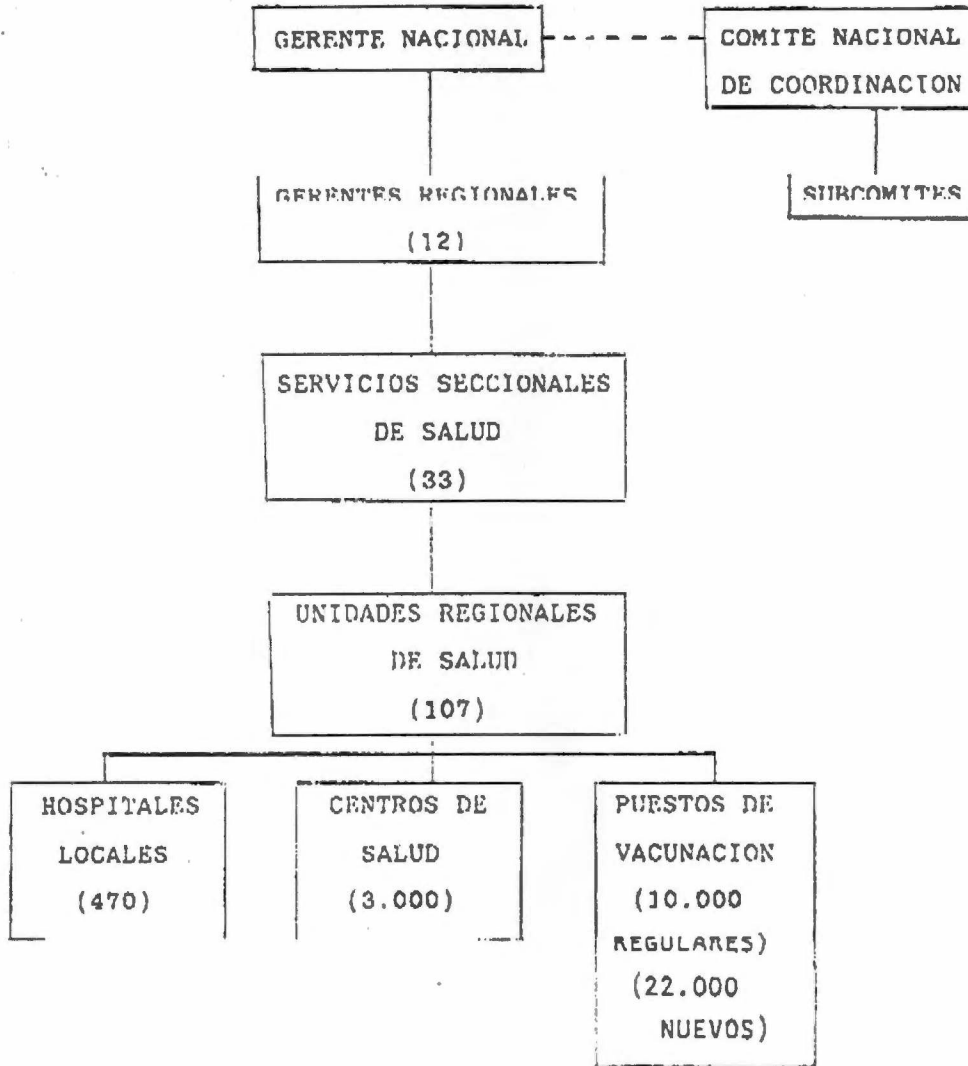 GERENTE NACIONAL
COMITE NACIONAL
DE COORDINACION
GERENTES REGIONALES
(12)
SUBCOMITES
SERVICIOS SECCIONALES
DE SALUD
(33)
UNIDADES REGIONALES
DE SALUD
(107)
HOSPITALES
LOCALES
(470)
CENTROS DE
SALUD
(3.000)
PUESTOS DE
VACUNACION
(10.000
REGULARES)
(22.000
NUEVOS)